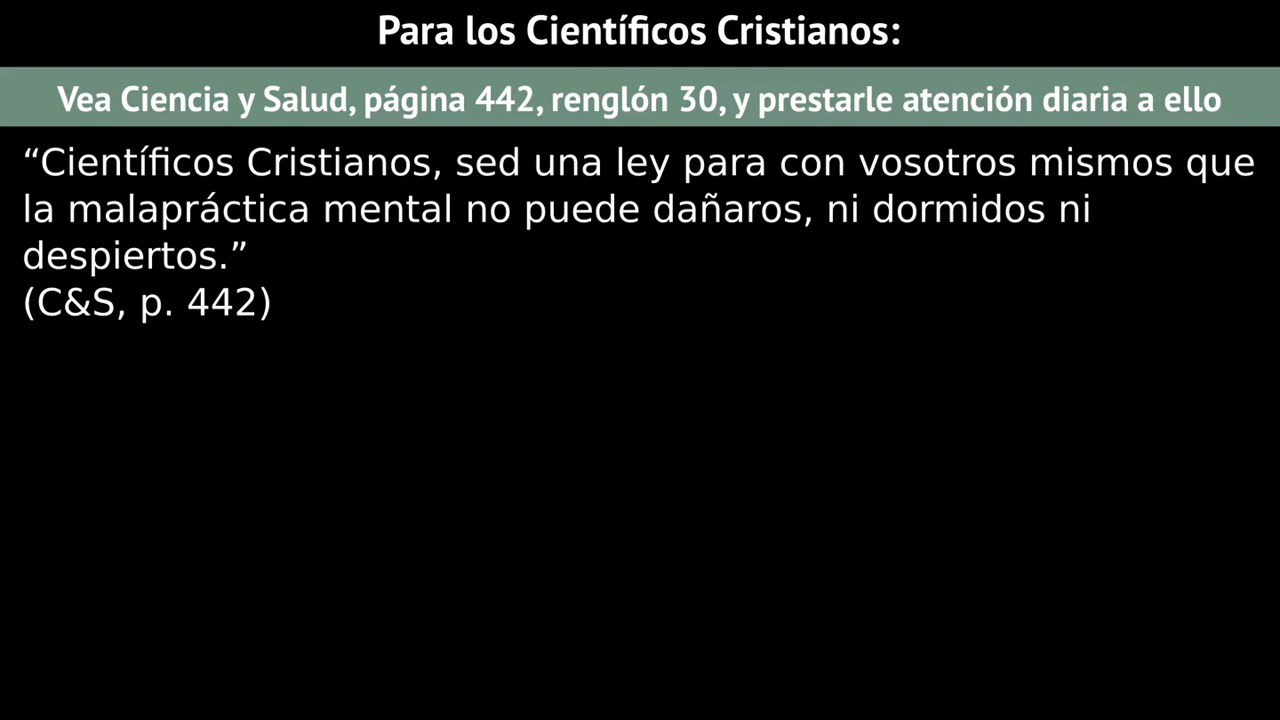 Para los Científicos Cristianos:
Vea Ciencia y Salud, página 442, renglón 30, y prestarle atención diaria a ello
“Científicos Cristianos, sed una ley para con vosotros mismos que
la malapráctica mental no puede dañaros, ni dormidos ni
despiertos.”
(C&S, p. 442)